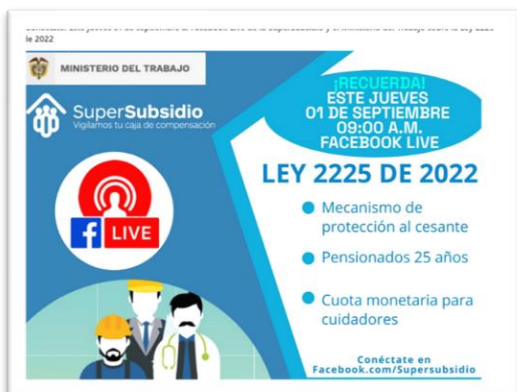 de 2022
MINISTERIO DEL TRABAJO
SuperSubsidio
Vigilamos tu caja de compensación
¡RECUERDA!
ESTE JUEVES
01 DE SEPTIEMBRE
09:00 A.M.
FACEBOOK LIVE
LEY 2225 DE 2022
Mecanismo de
protección al cesante
Pensionados 25 años
Cuota monetaria para
cuidadores
f LIVE
Conéctate en
Facebook.com/Supersubsidio